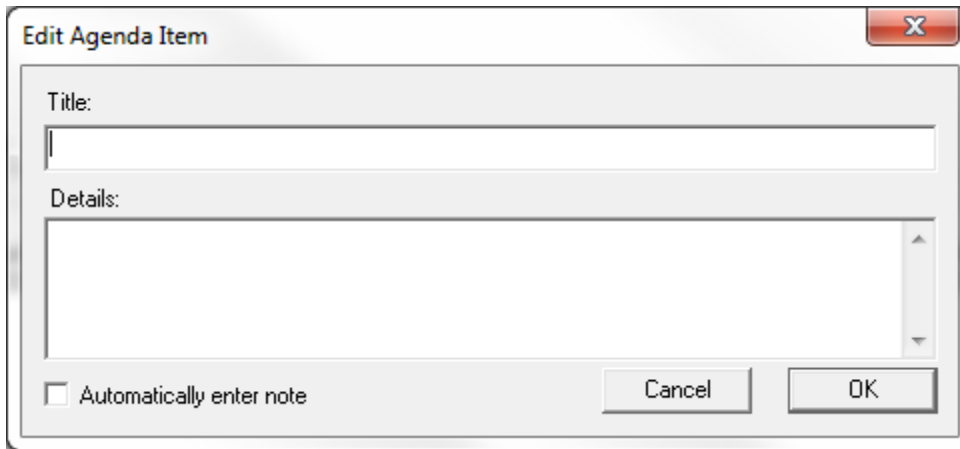 Edit Agenda Item
Title:
Details:
Automatically enter note
Cancel
OK